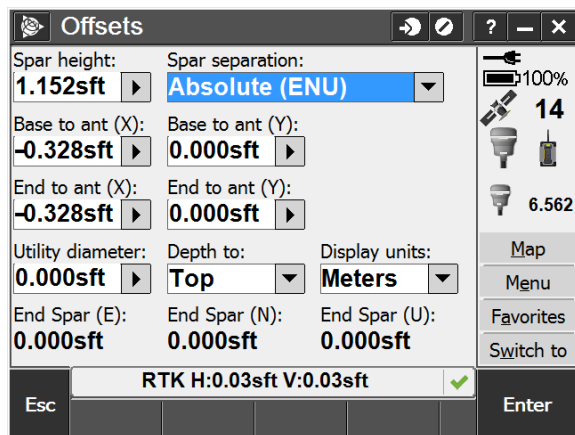 Offsets
? – ×
Spar height: Spar separation:
1.152sft Absolute (ENU)
100%
14
Base to ant (X): Base to ant (Y):
-0.328sft 0.000sft
End to ant (X): End to ant (Y):
-0.328sft 0.000sft
6.562
Utility diameter: Depth to: Display units:
0.000sft Top Meters
End Spar (E): End Spar (N): End Spar (U):
0.000sft 0.000sft 0.000sft
Map
Menu
Favorites
Switch to
RTK H:0.03sft V:0.03sft
Esc Enter